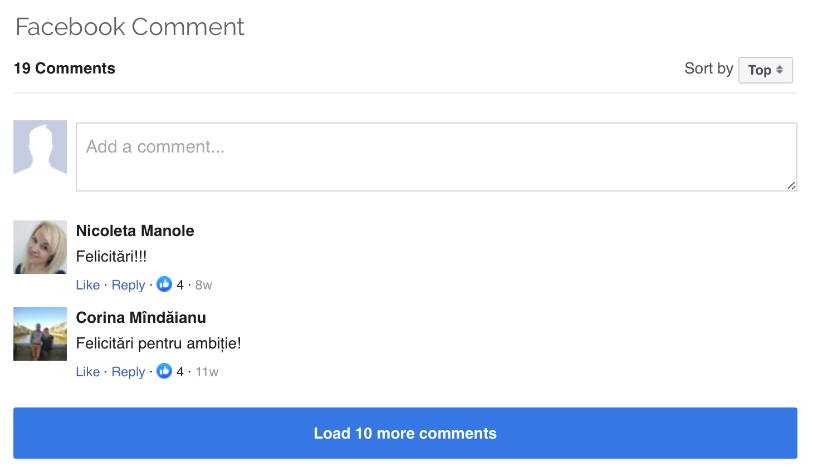 Facebook Comment
19 Comments
Sort by Top
Add a comment...
Nicoleta Manole
Felicitări!!!
Like · Reply · 4 · 8w
Corina Mîndăianu
Felicitări pentru ambiție!
Like · Reply · 4 · 11w
Load 10 more comments